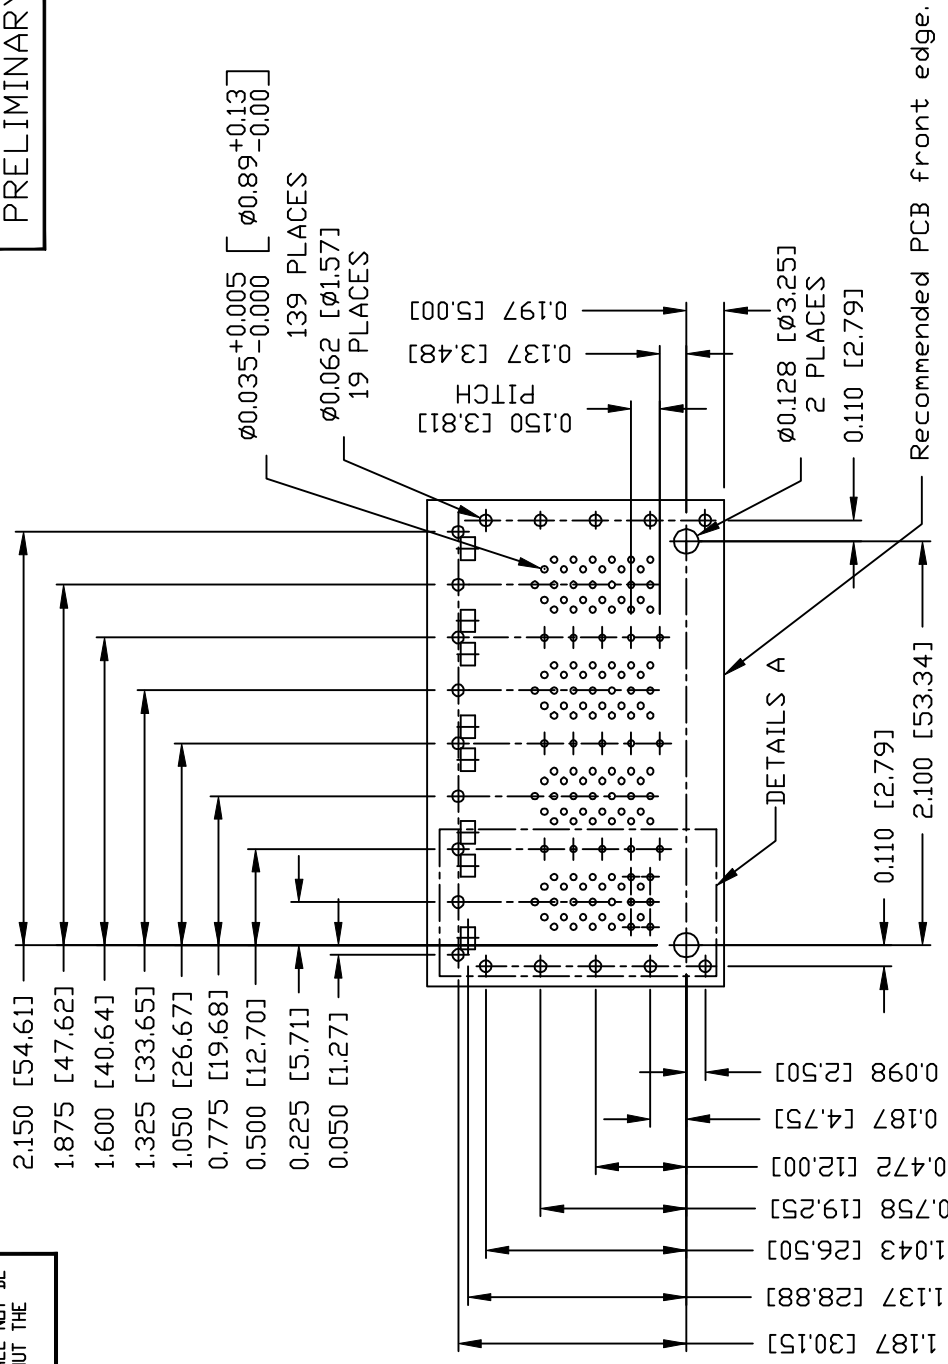 PRELIMINARY
ø0.035 +0.005 -0.000 [ ø0.89 +0.13 -0.00 ]
139 PLACES
ø0.062 [ø1.57]
19 PLACES
0.197 [5.00]
0.137 [3.48]
0.150 [3.81]
PITCH
ø0.128 [ø3.25]
2 PLACES
0.110 [2.79]
Recommended PCB front edge.
DETAILS A
2.100 [53.34]
0.110 [2.79]
2.150 [54.61]
1.875 [47.62]
1.600 [40.64]
1.325 [33.65]
1.050 [26.67]
0.775 [19.68]
0.500 [12.70]
0.225 [5.71]
0.050 [1.27]
0.098 [2.50]
0.187 [4.75]
0.472 [12.00]
0.758 [19.25]
1.043 [26.50]
1.137 [28.88]
1.187 [30.15]
BE
THE